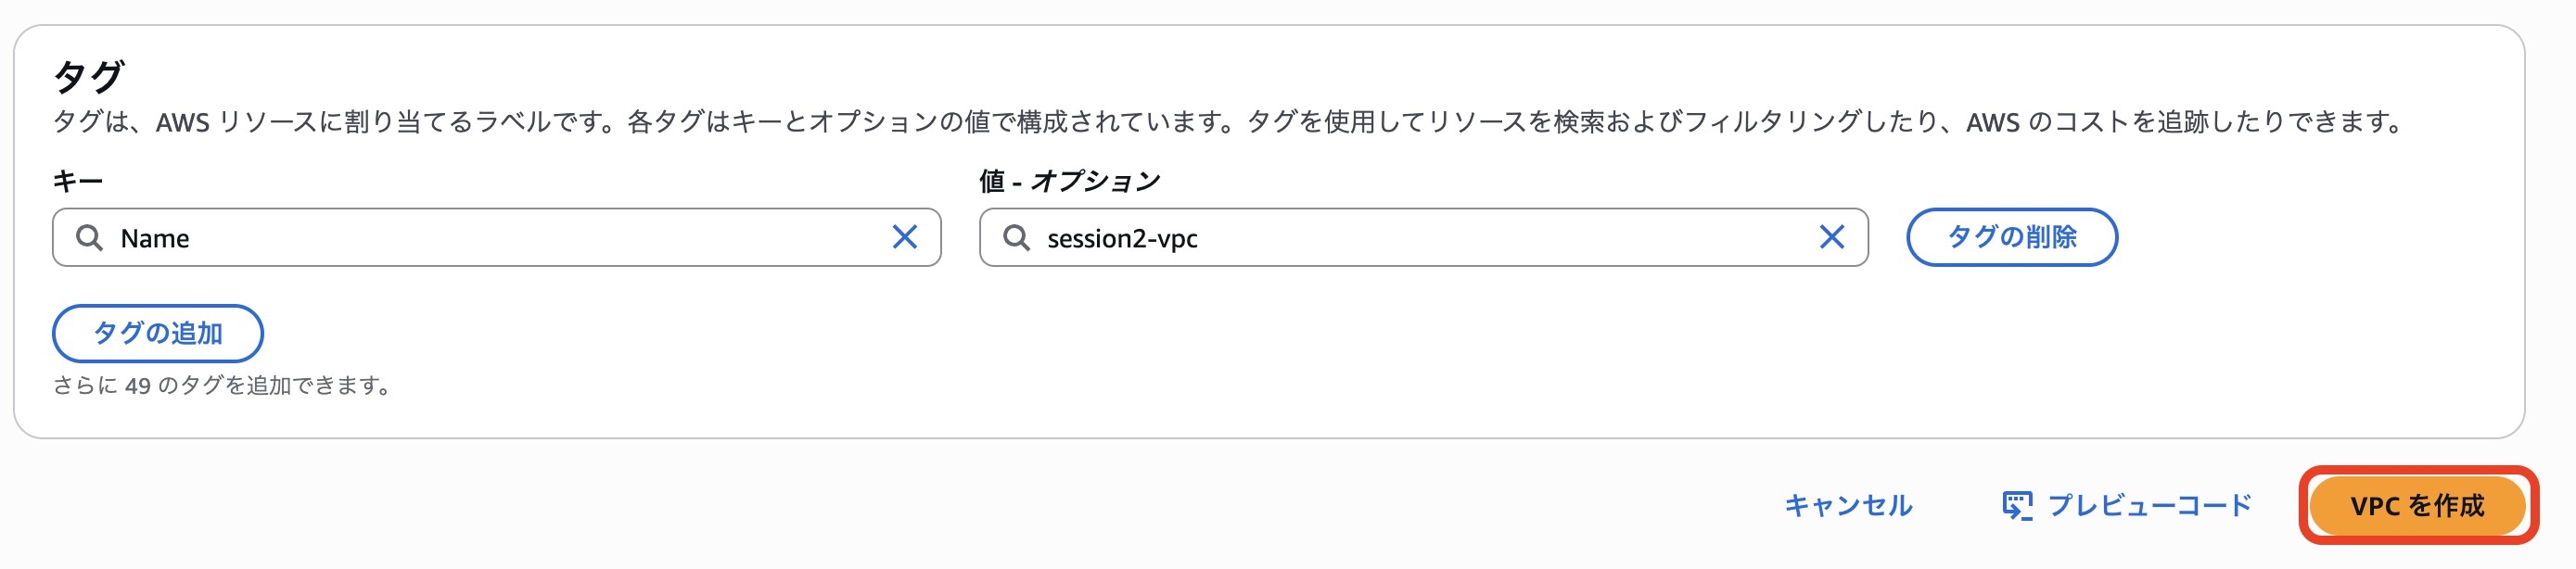 タグ
タグは、AWS リソースに割り当てるラベルです。各タグはキーとオプションの値で構成されています。タグを使用してリソースを検索およびフィルタリングしたり、AWS のコストを追跡したりできます。
キー
値 - オプション
Name
session2-vpc
タグの削除
タグの追加
さらに 49 のタグを追加できます。
キャンセル
プレビューコード
VPC を作成